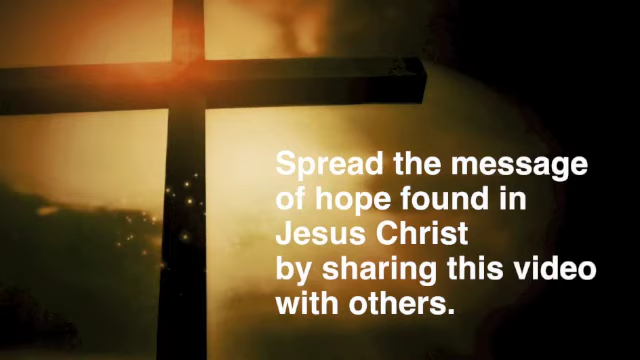 Spread the message
of hope found in
Jesus Christ
by sharing this video
with others.